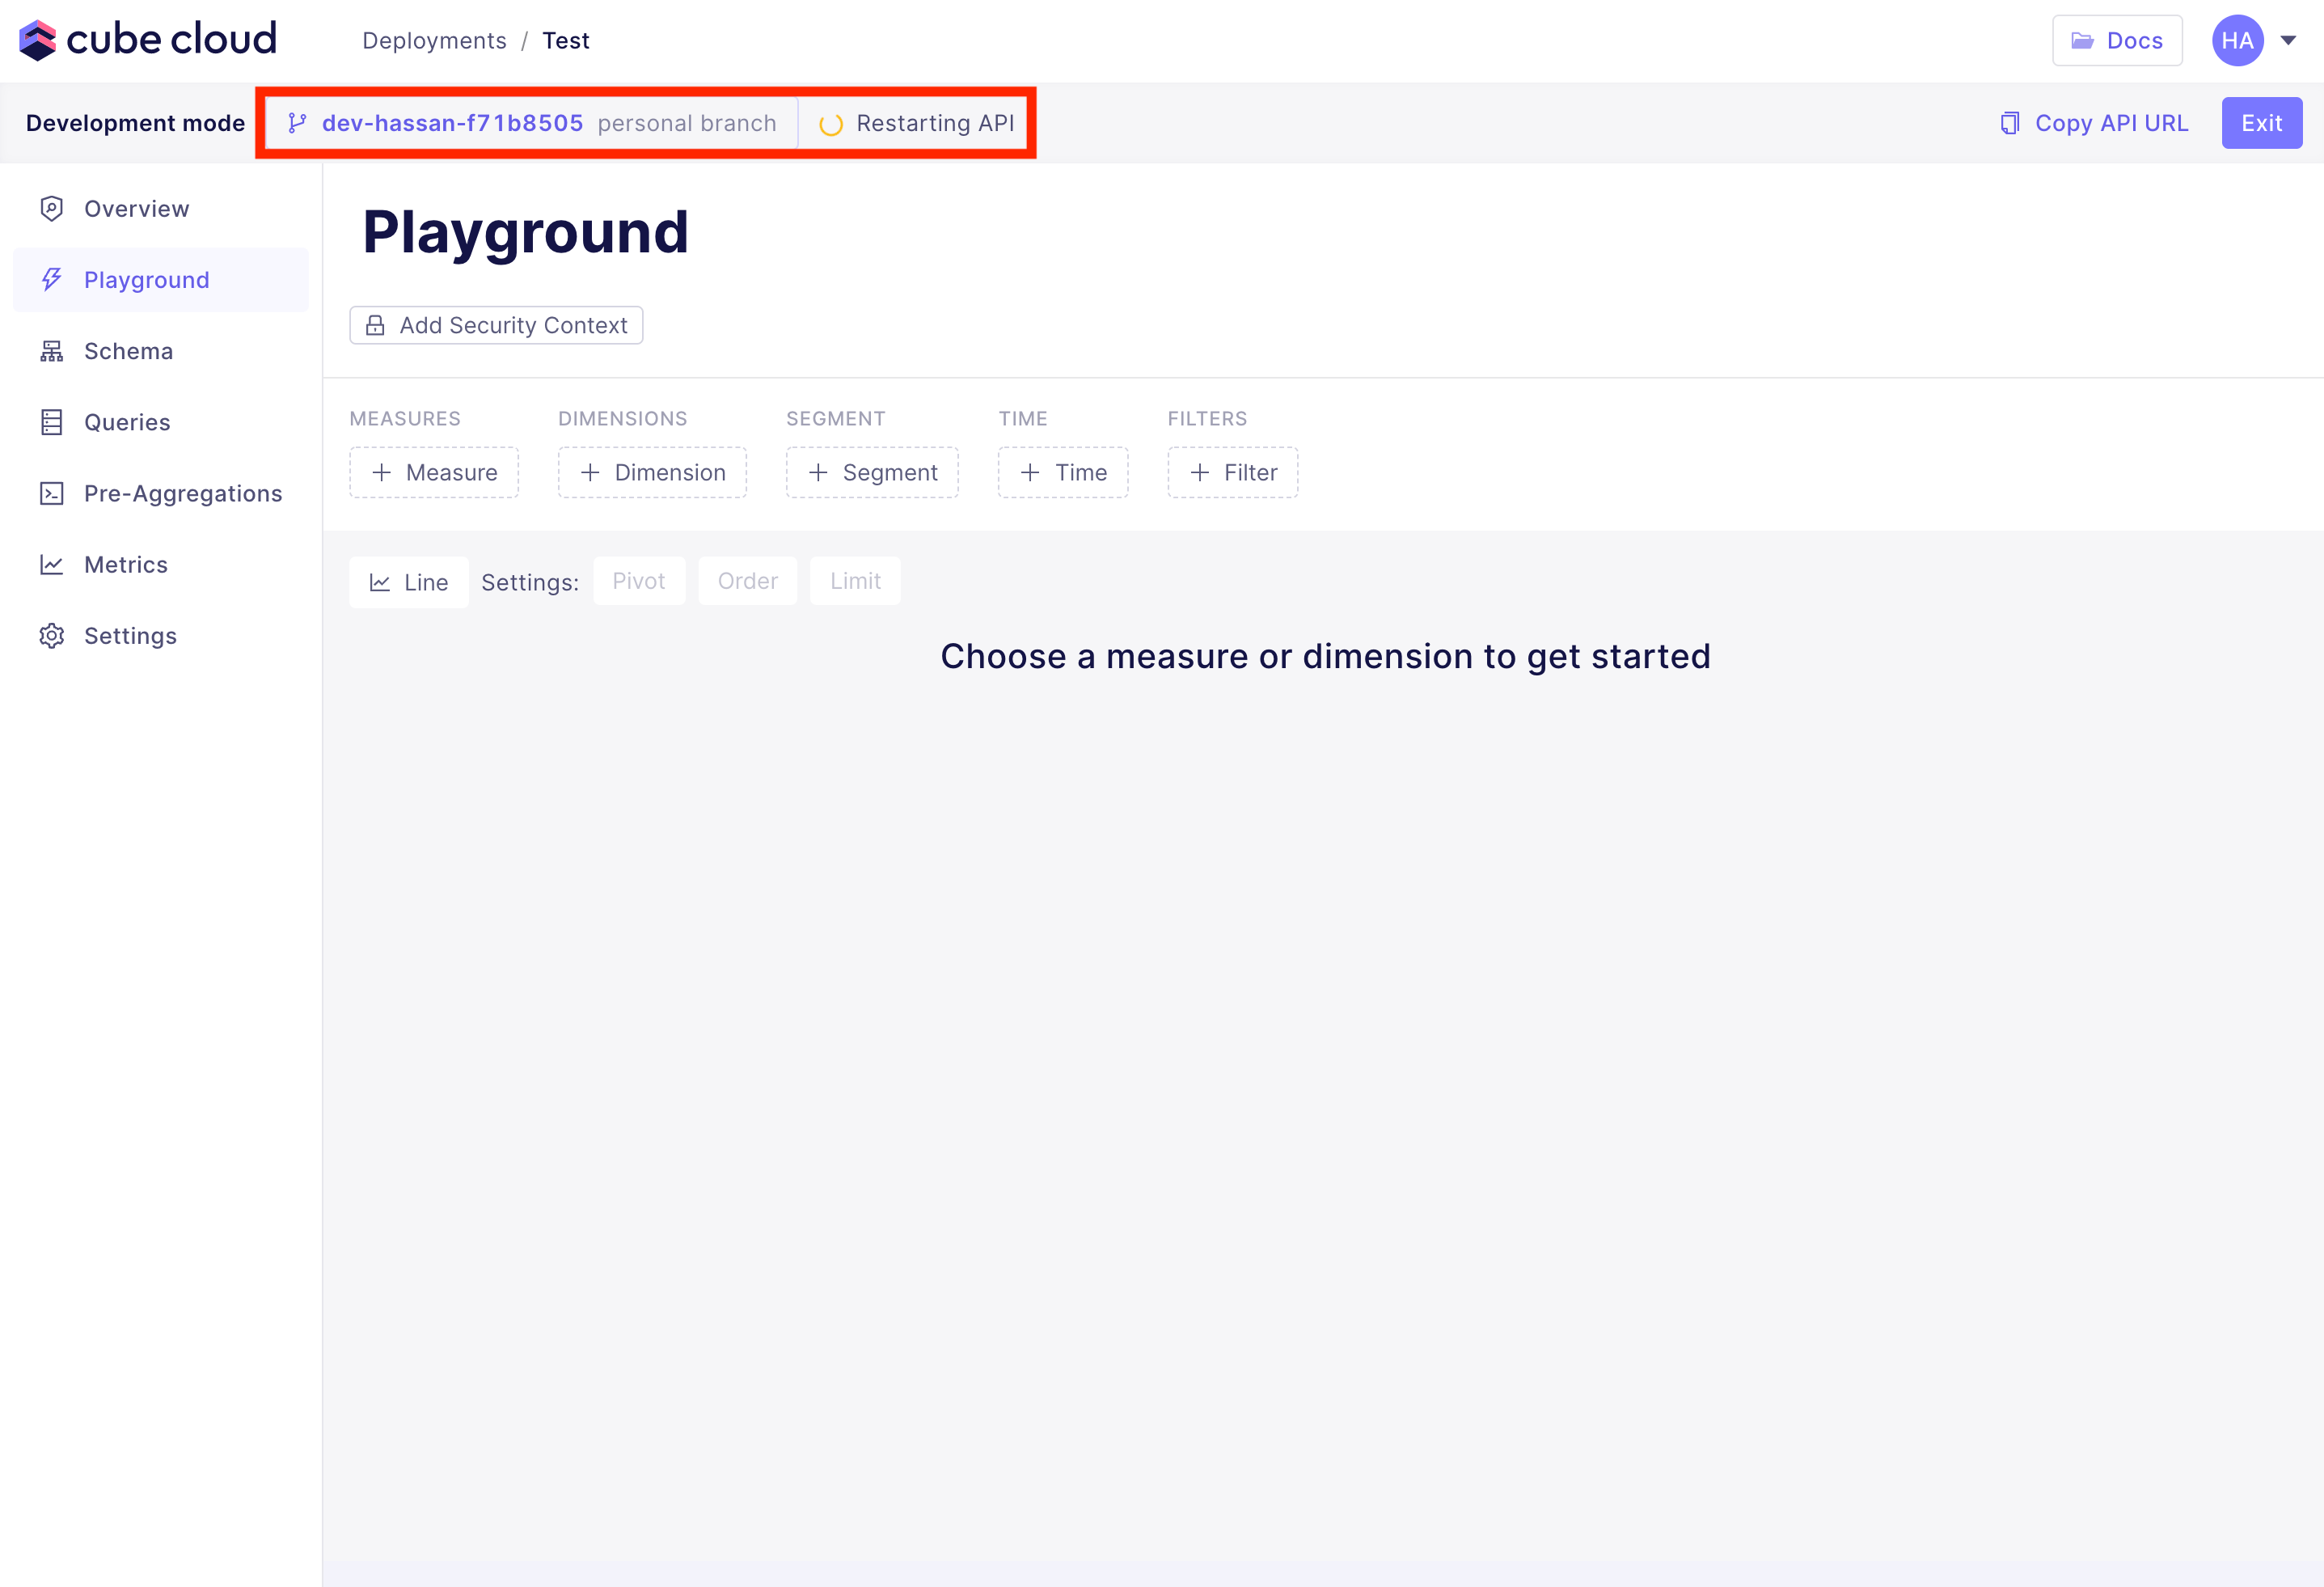 cube cloud
Deployments / Test
Docs
HA
Development mode
dev-hassan-f71b8505 personal branch
Restarting API
Copy API URL
Exit
Overview
Playground
Schema
Queries
Pre-Aggregations
Metrics
Settings
Playground
Add Security Context
MEASURES
DIMENSIONS
SEGMENT
TIME
FILTERS
+ Measure
+ Dimension
+ Segment
+ Time
+ Filter
Line
Settings:
Pivot
Order
Limit
Choose a measure or dimension to get started